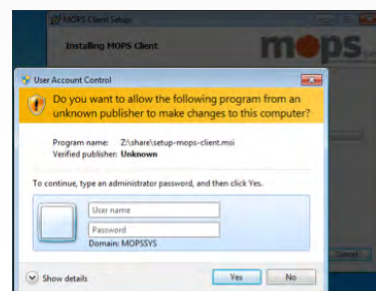 MOPS Client Setup
Installing MOPS Client
mops
User Account Control
Do you want to allow the following program from an
unknown publisher to make changes to this computer?
Program name: Z:\share\setup-mops-client.msi
Verified publisher: Unknown
To continue, type an administrator password, and then click Yes.
User name
Password
Domain: MOPSSYS
Show details
Yes
No
Cancel